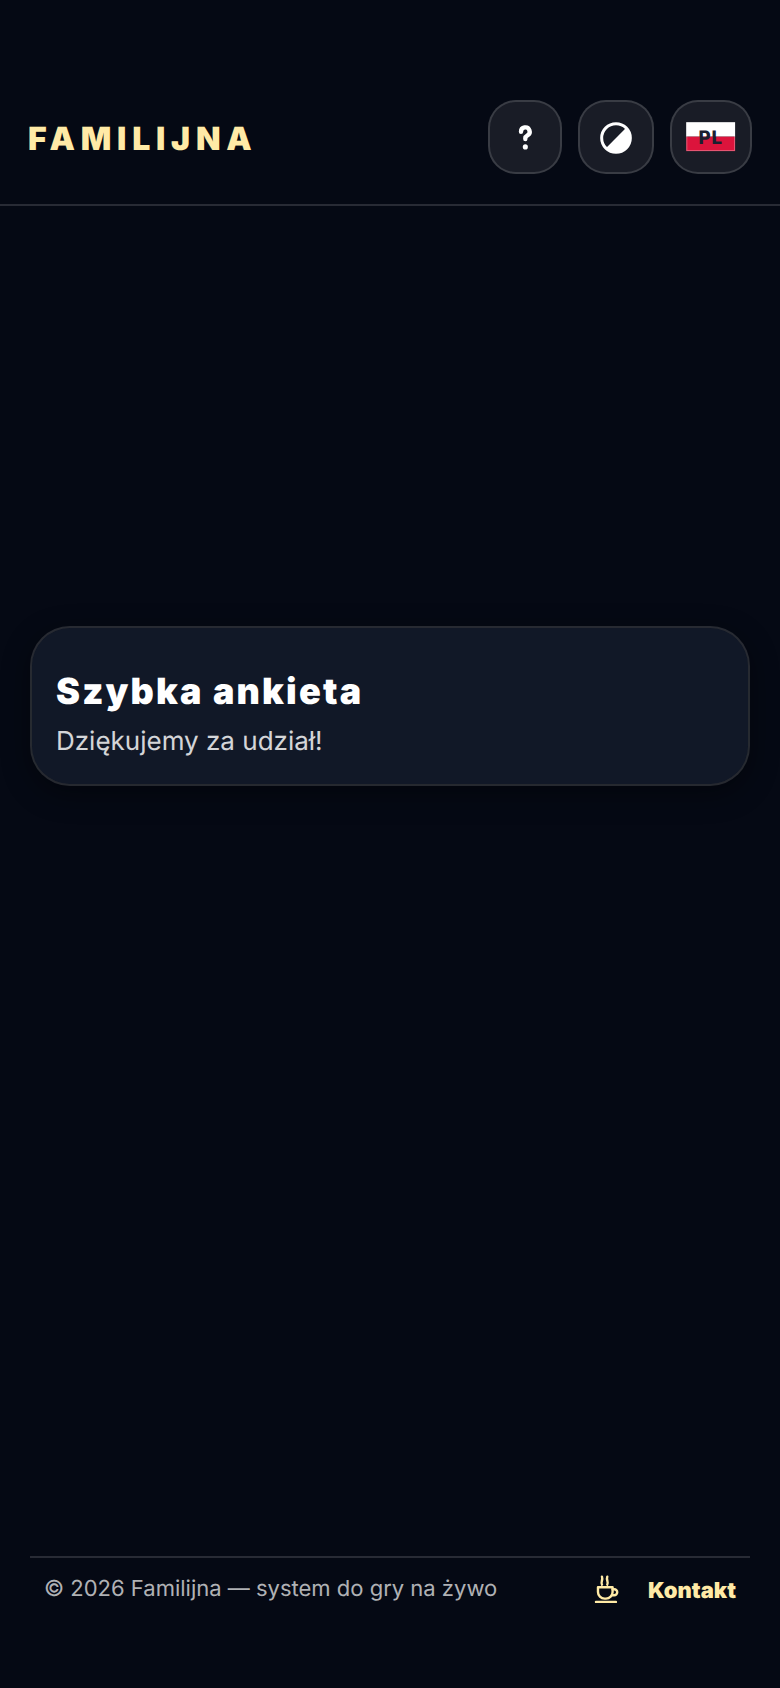 FAMILIJNA
?
PL
Szybka ankieta
Dziękujemy za udział!
© 2026 Familijna — system do gry na żywo
Kontakt